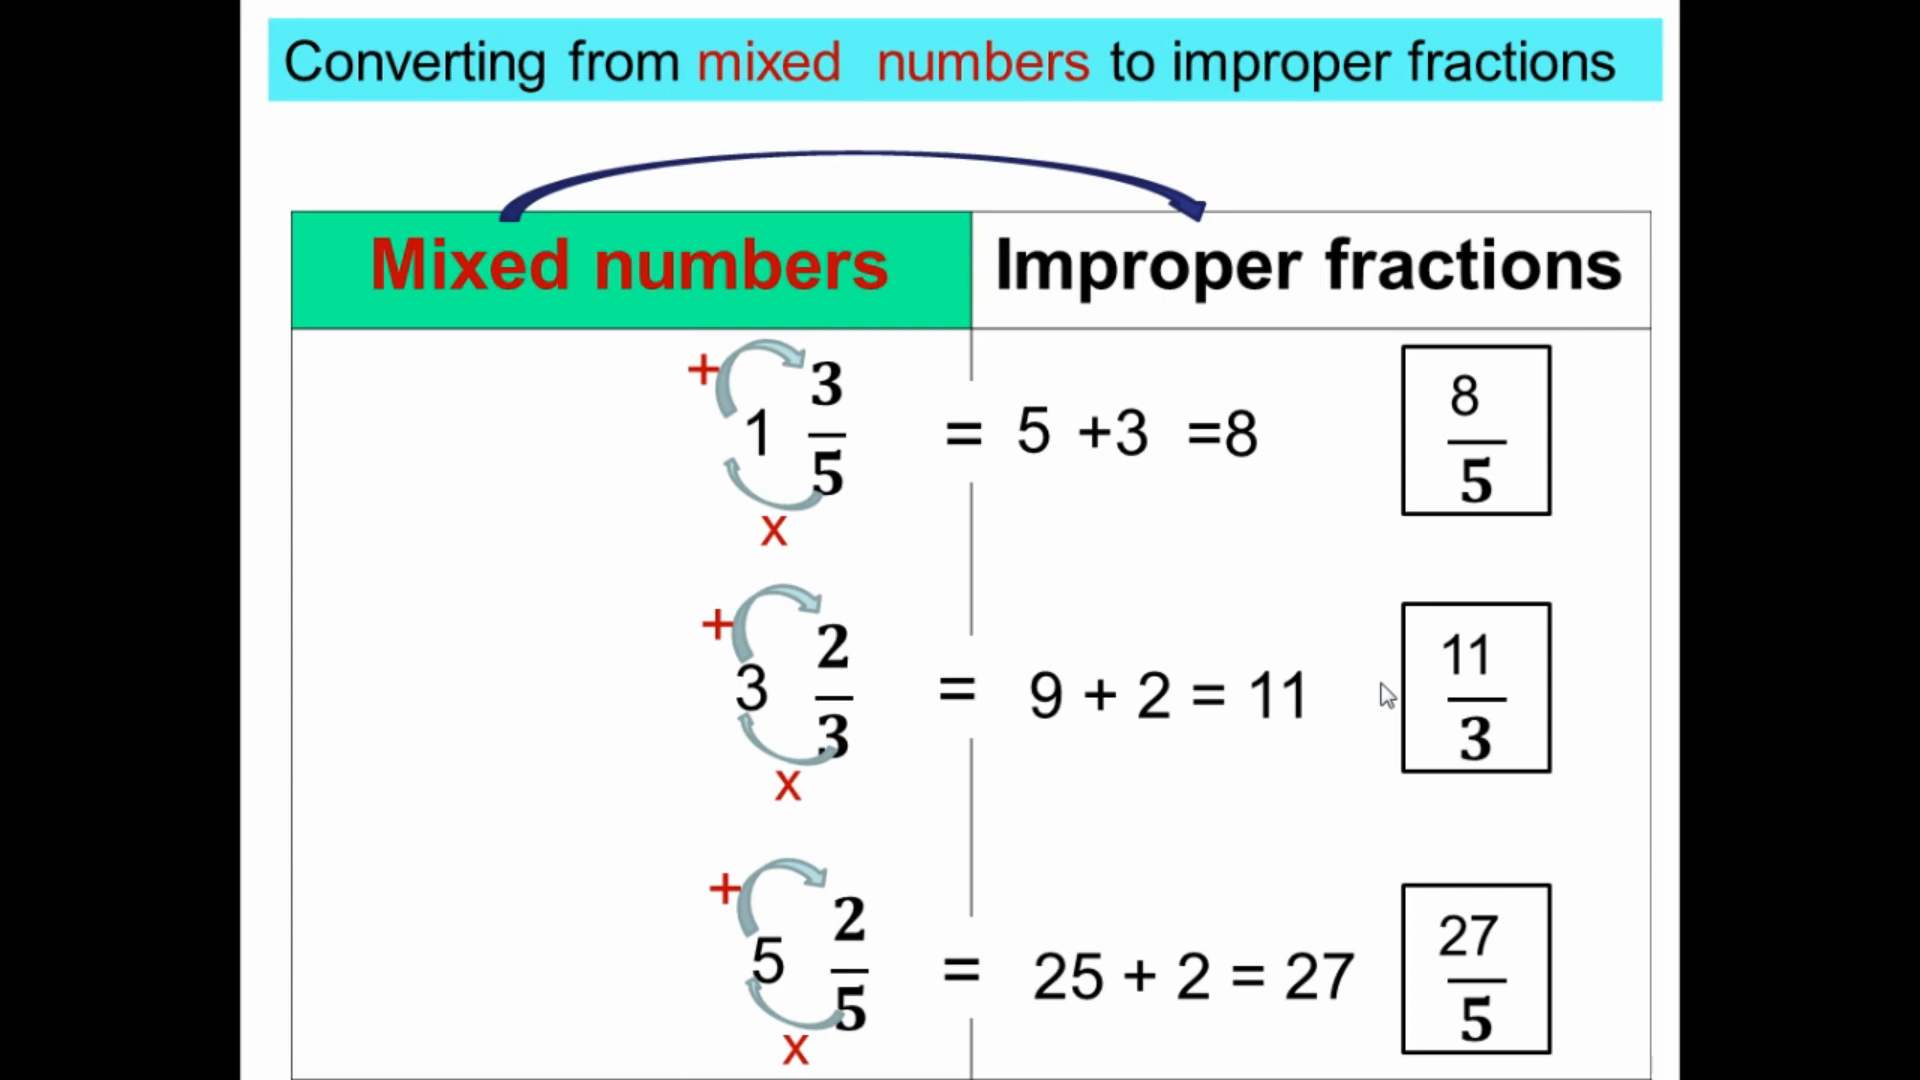 Converting from mixed numbers to improper fractions
Mixed numbers Improper fractions
+ 1 3/5 x = 5 +3 =8 8/5
+ 3 2/3 x = 9 + 2 = 11 11/3
+ 5 2/5 x = 25 + 2 = 27 27/5